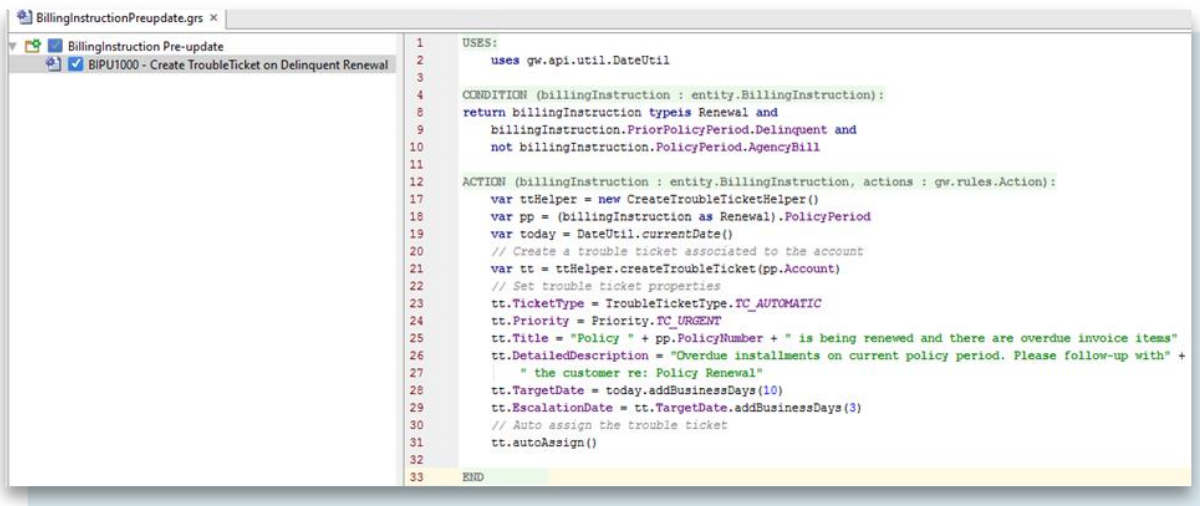 BillingInstructionPreupdate.grs ×
BillingInstruction Pre-update
BIPU1000 - Create TroubleTicket on Delinquent Renewal
1 USES:
2 uses gw.api.util.DateUtil
3
4 CONDITION (billingInstruction : entity.BillingInstruction):
8 return billingInstruction typeis Renewal and
9 billingInstruction.PriorPolicyPeriod.Delinquent and
10 not billingInstruction.PolicyPeriod.AgencyBill
11
12 ACTION (billingInstruction : entity.BillingInstruction, actions : gw.rules.Action):
17 var ttHelper = new CreateTroubleTicketHelper()
18 var pp = (billingInstruction as Renewal).PolicyPeriod
19 var today = DateUtil.currentDate()
20 // Create a trouble ticket associated to the account
21 var tt = ttHelper.createTroubleTicket(pp.Account)
22 // Set trouble ticket properties
23 tt.TicketType = TroubleTicketType.TC_AUTOMATIC
24 tt.Priority = Priority.TC_URGENT
25 tt.Title = "Policy " + pp.PolicyNumber + " is being renewed and there are overdue invoice items"
26 tt.DetailedDescription = "Overdue installments on current policy period. Please follow-up with" +
27 " the customer re: Policy Renewal"
28 tt.TargetDate = today.addBusinessDays(10)
29 tt.EscalationDate = tt.TargetDate.addBusinessDays(3)
30 // Auto assign the trouble ticket
31 tt.autoAssign()
32
33 END